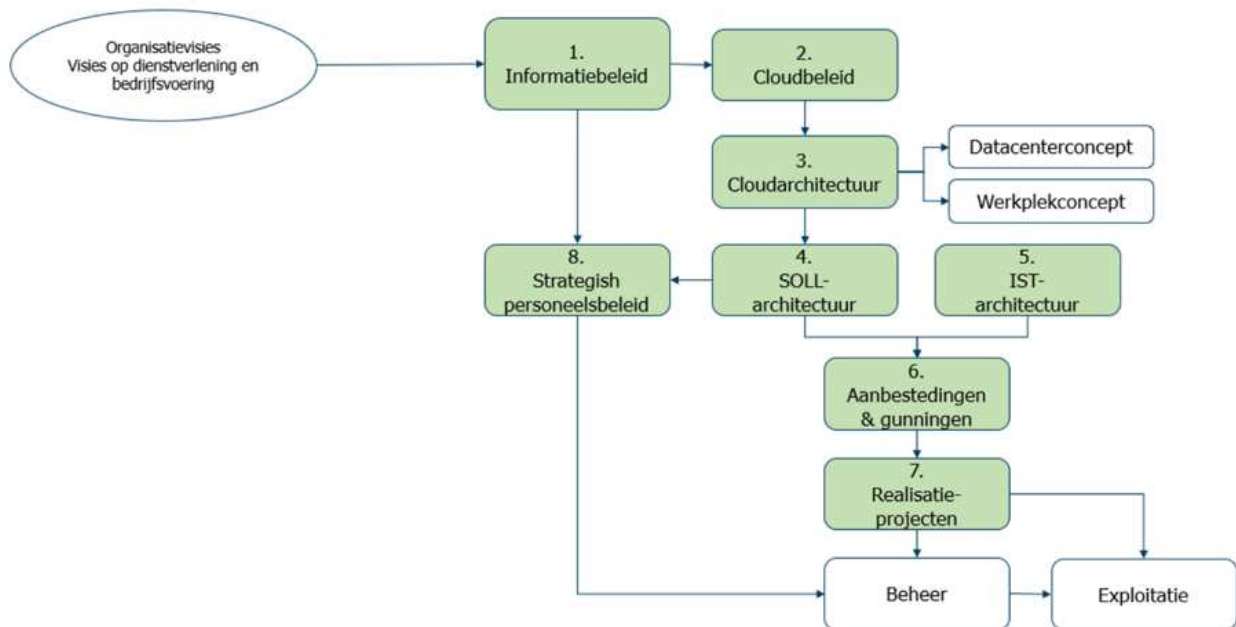 Organisatievisies
Visies op dienstverlening en
bedrijfsvoering
1.
Informatiebeleid
2.
Cloudbeleid
3.
Cloudarchitectuur
Datacenterconcept
Werkplekconcept
8.
Strategish
personeelsbeleid
4.
SOLL-
architectuur
5.
IST-
architectuur
6.
Aanbestedingen
& gunningen
7.
Realisatie-
projecten
Beheer
Exploitatie